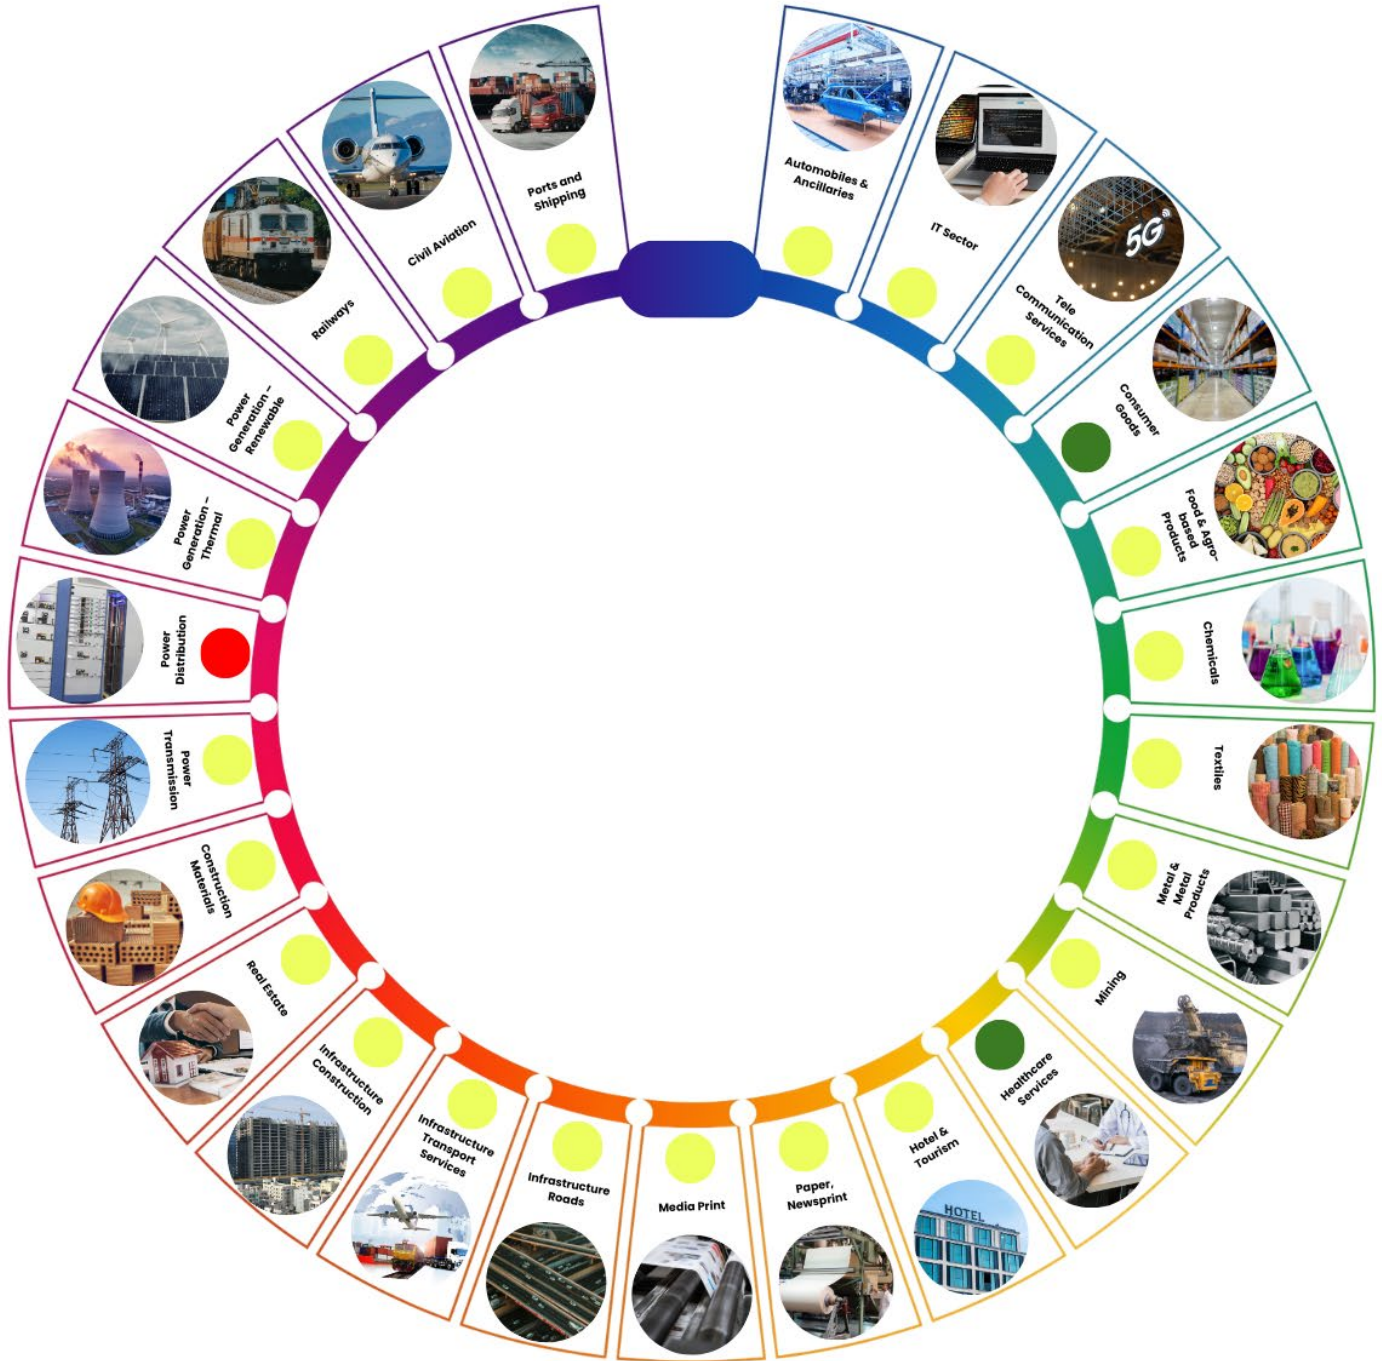 Automobiles &
Ancillaries
IT Sector
5G
Tele
Communication
Services
Consumer
Goods
Food & Agro-
based
Products
Chemicals
Textiles
Metal &
Metal
Products
Mining
Healthcare
Services
Hotel &
Tourism
HOTEL
Paper,
Newsprint
Media Print
Infrastructure
Roads
Infrastructure
Transport
Services
Infrastructure
Construction
Real Estate
Construction
Materials
Power
Transmission
Power
Distribution
Power
Generation –
Thermal
Power
Generation –
Renewable
Railways
Civil Aviation
Ports and
Shipping